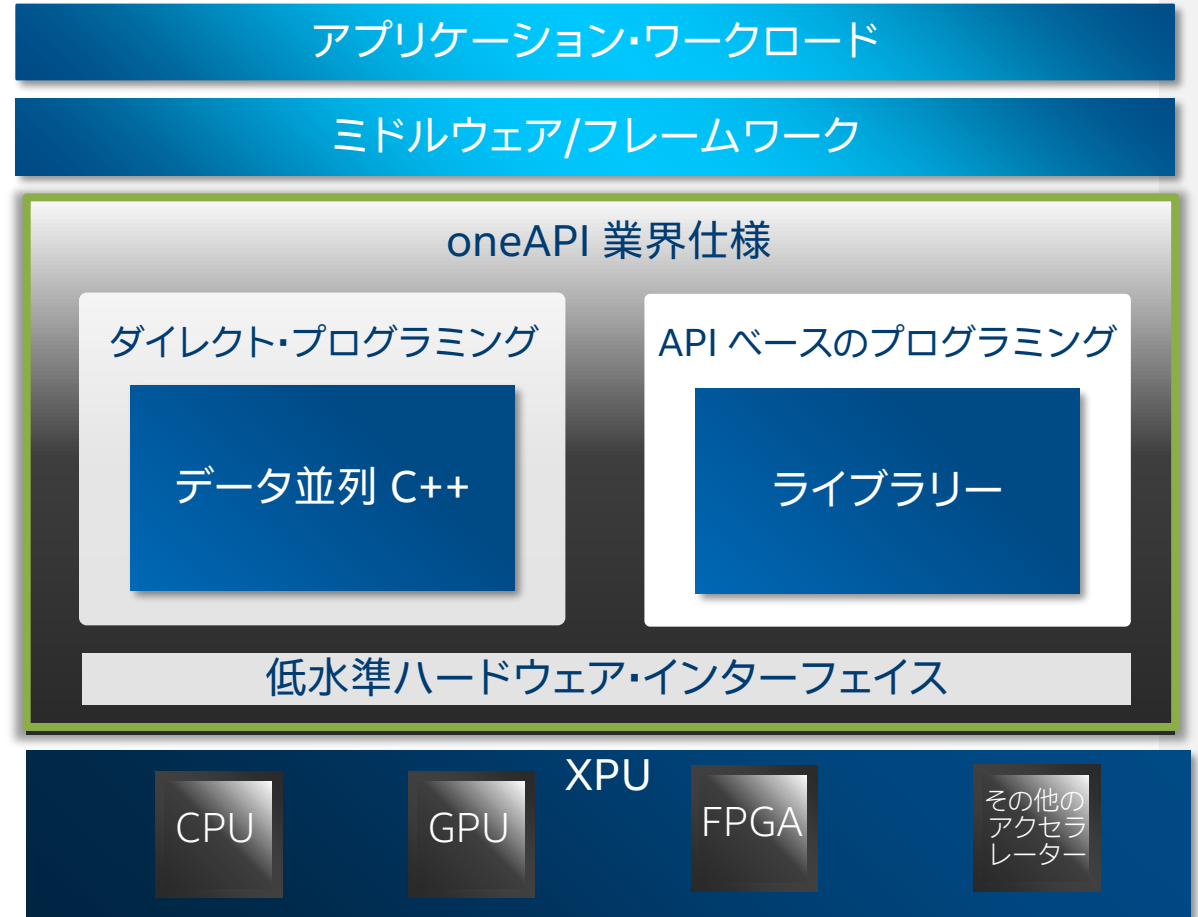 アプリケーション・ワークロード
ミドルウェア/フレームワーク
oneAPI 業界仕様
ダイレクト・プログラミング
API ベースのプログラミング
データ並列 C++
ライブラリー
低水準ハードウェア・インターフェイス
XPU
CPU
GPU
FPGA
その他の
アクセラ
レーター